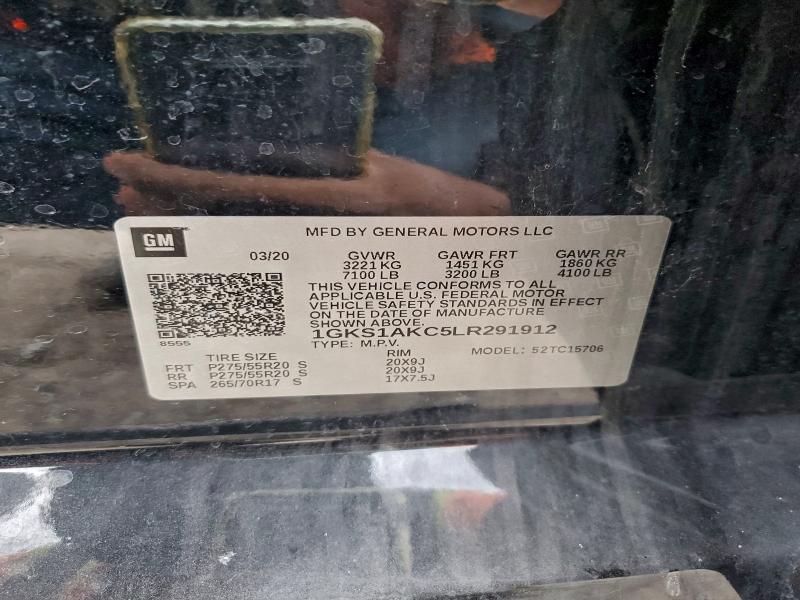 GM
MFD BY GENERAL MOTORS LLC
03/20 GVWR GAWR FRT GAWR RR
3221 KG 1451 KG 1860 KG
7100 LB 3200 LB 4100 LB
THIS VEHICLE CONFORMS TO ALL
APPLICABLE U.S. FEDERAL MOTOR
VEHICLE SAFETY STANDARDS IN EFFECT
ON THE DATE OF MANUFACTURE
SHOWN ABOVE.
1GKS1AKC5LR291912
8555
TYPE: M.P.V. MODEL: 52TC15706
TIRE SIZE RIM
FRT P275/55R20 S 20X9J
RR P275/55R20 S 20X9J
SPA 265/70R17 S 17X7.5J